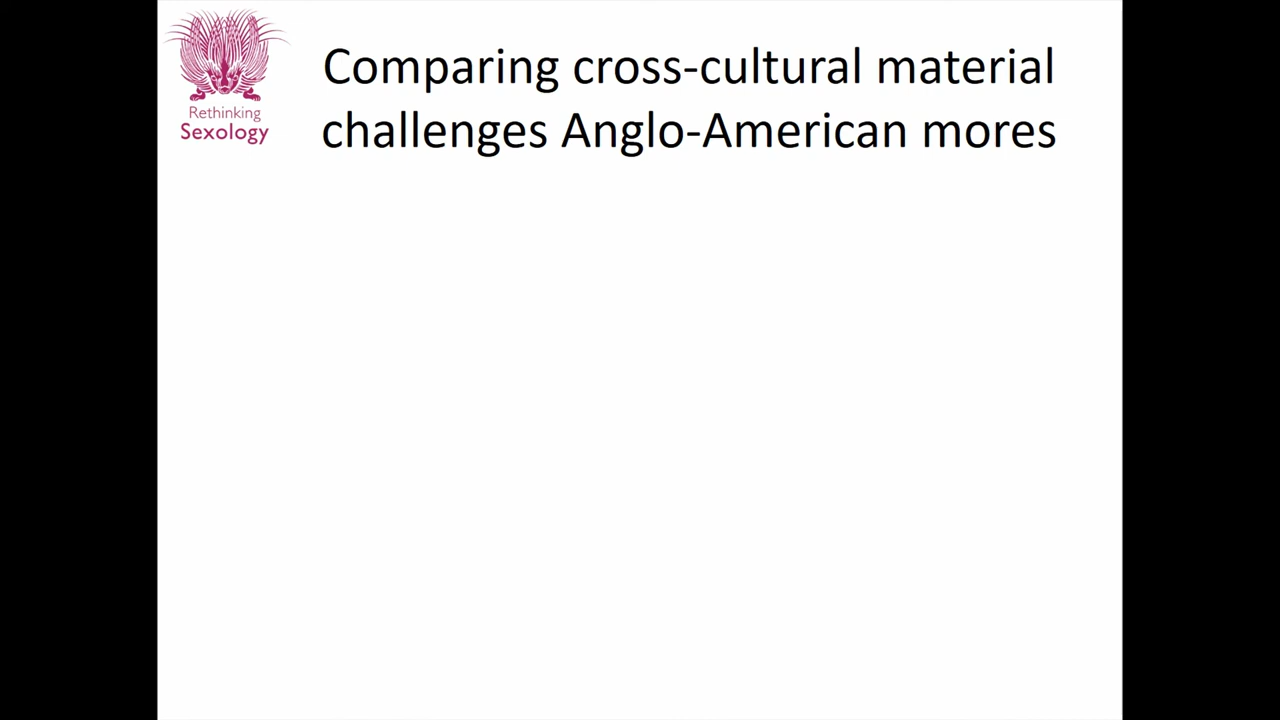 Rethinking
Sexology
Comparing cross-cultural material
challenges Anglo-American mores